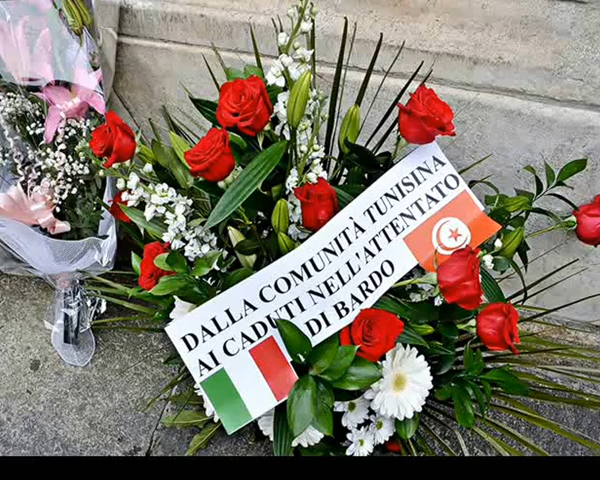 DALLA COMUNITÀ TUNISINA
AI CADUTI NELL'ATTENTATO
DI BARDO